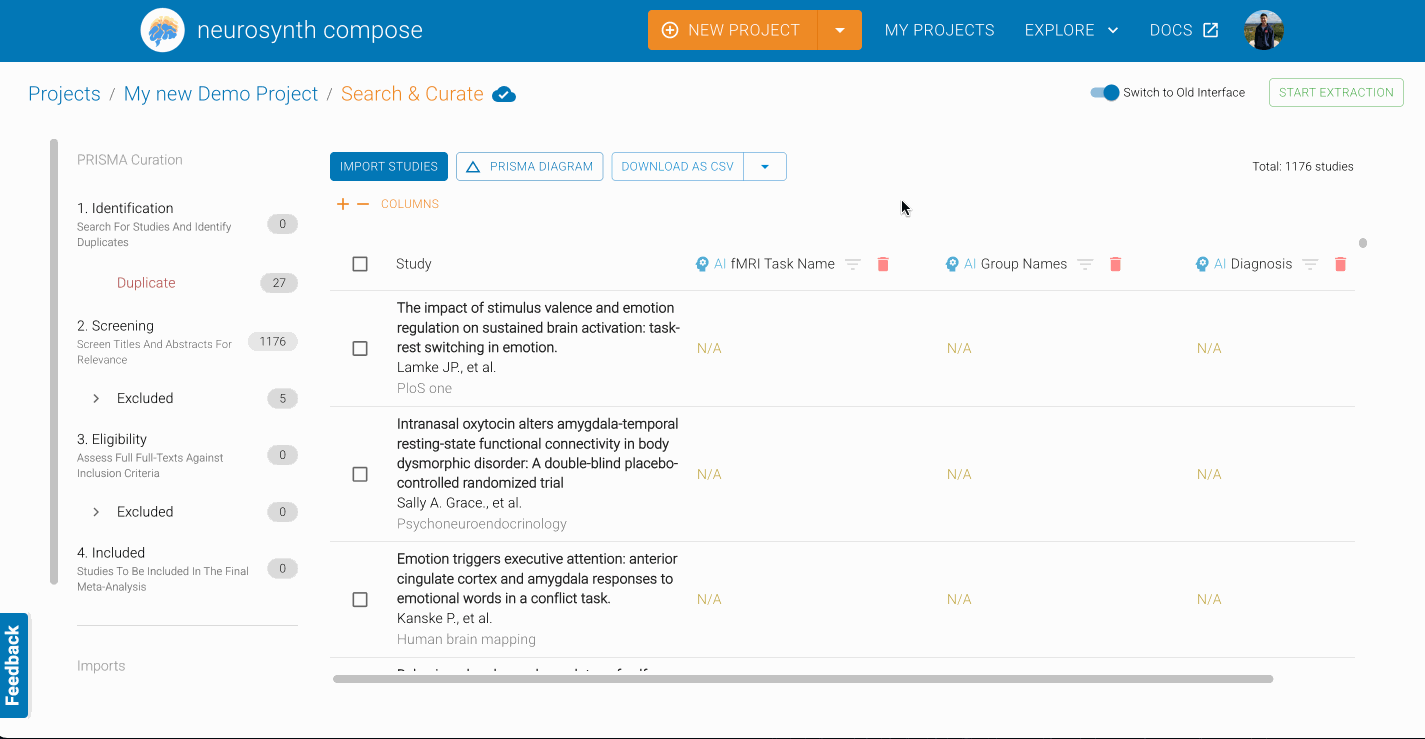 neurosynth compose
NEW PROJECT
MY PROJECTS
EXPLORE
DOCS
Projects / My new Demo Project / Search & Curate
Switch to Old Interface
START EXTRACTION
PRISMA Curation
1. Identification
Search For Studies And Identify
Duplicates
0
Duplicate
27
2. Screening
Screen Titles And Abstracts For
Relevance
1176
Excluded
5
3. Eligibility
Assess Full Full-Texts Against
Inclusion Criteria
0
Excluded
0
4. Included
Studies To Be Included In The Final
Meta-Analysis
0
Imports
Feedback
IMPORT STUDIES
PRISMA DIAGRAM
DOWNLOAD AS CSV
Total: 1176 studies
+ − COLUMNS
Study
AI fMRI Task Name
AI Group Names
AI Diagnosis
The impact of stimulus valence and emotion
regulation on sustained brain activation: task-
rest switching in emotion.
Lamke JP., et al.
PloS one
N/A
N/A
N/A
Intranasal oxytocin alters amygdala-temporal
resting-state functional connectivity in body
dysmorphic disorder: A double-blind placebo-
controlled randomized trial
Sally A. Grace., et al.
Psychoneuroendocrinology
N/A
N/A
N/A
Emotion triggers executive attention: anterior
cingulate cortex and amygdala responses to
emotional words in a conflict task.
Kanske P., et al.
Human brain mapping
N/A
N/A
N/A